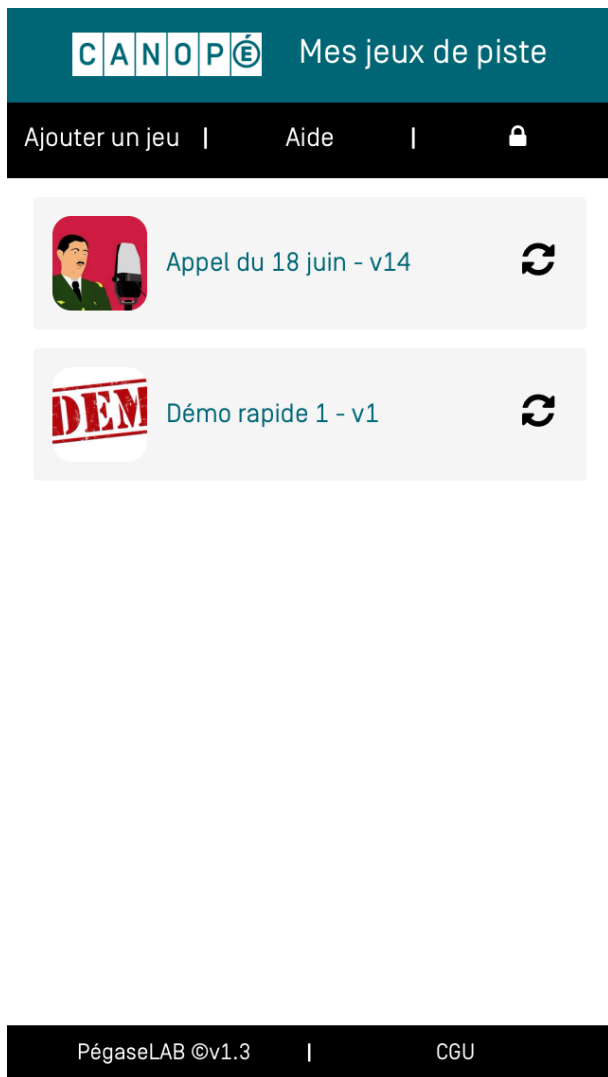 CANOPÉ Mes jeux de piste
Ajouter un jeu | Aide |
Appel du 18 juin - v14
DEM
Démo rapide 1 - v1
PégaseLAB ©v1.3 | CGU